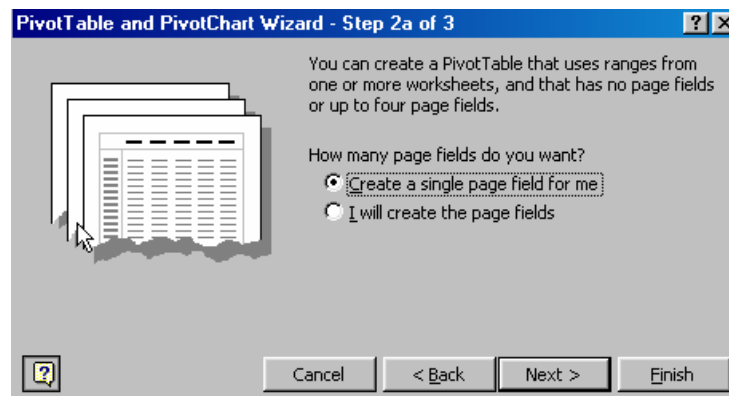 PivotTable and PivotChart Wizard - Step 2a of 3
You can create a PivotTable that uses ranges from
one or more worksheets, and that has no page fields
or up to four page fields.
How many page fields do you want?
Create a single page field for me
I will create the page fields
Cancel
< Back
Next >
Finish